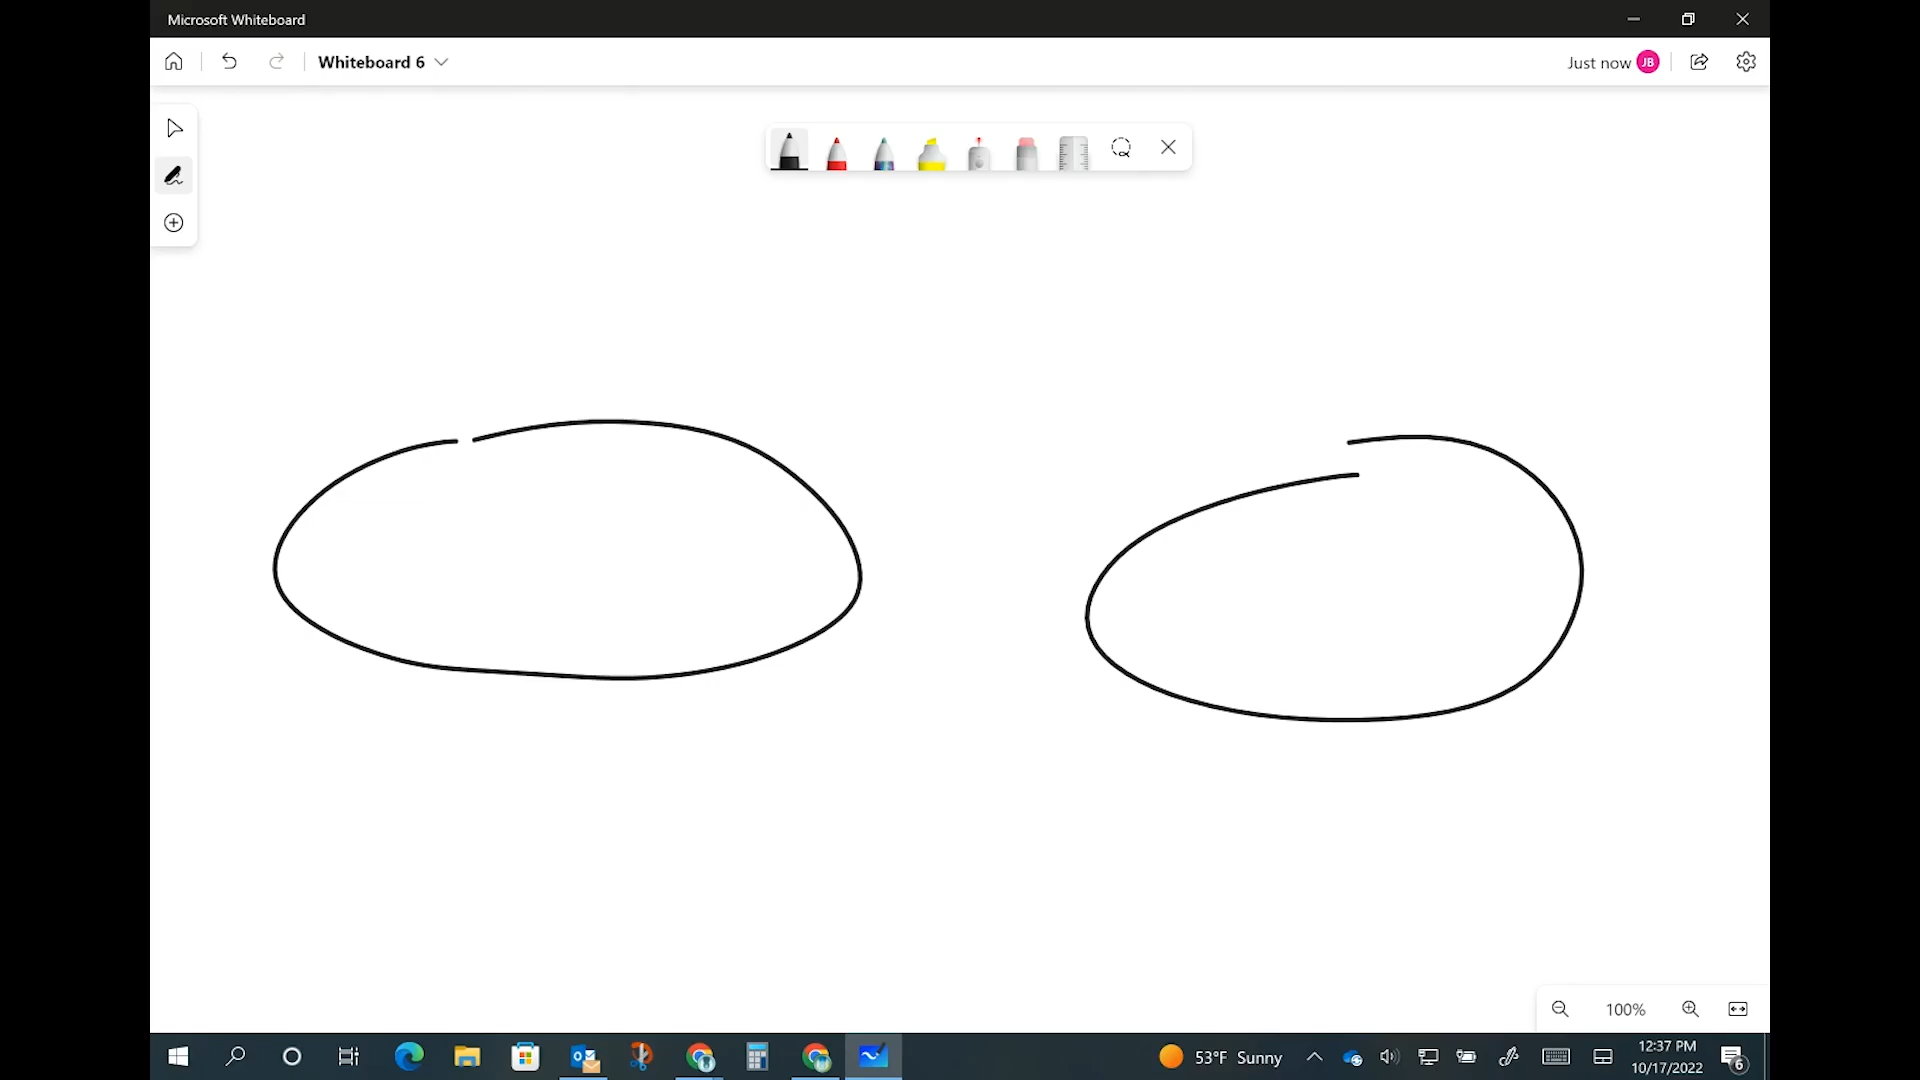 Microsoft Whiteboard
Whiteboard 6
Just now JB
100%
53°F Sunny
12:37 PM
10/17/2022
6